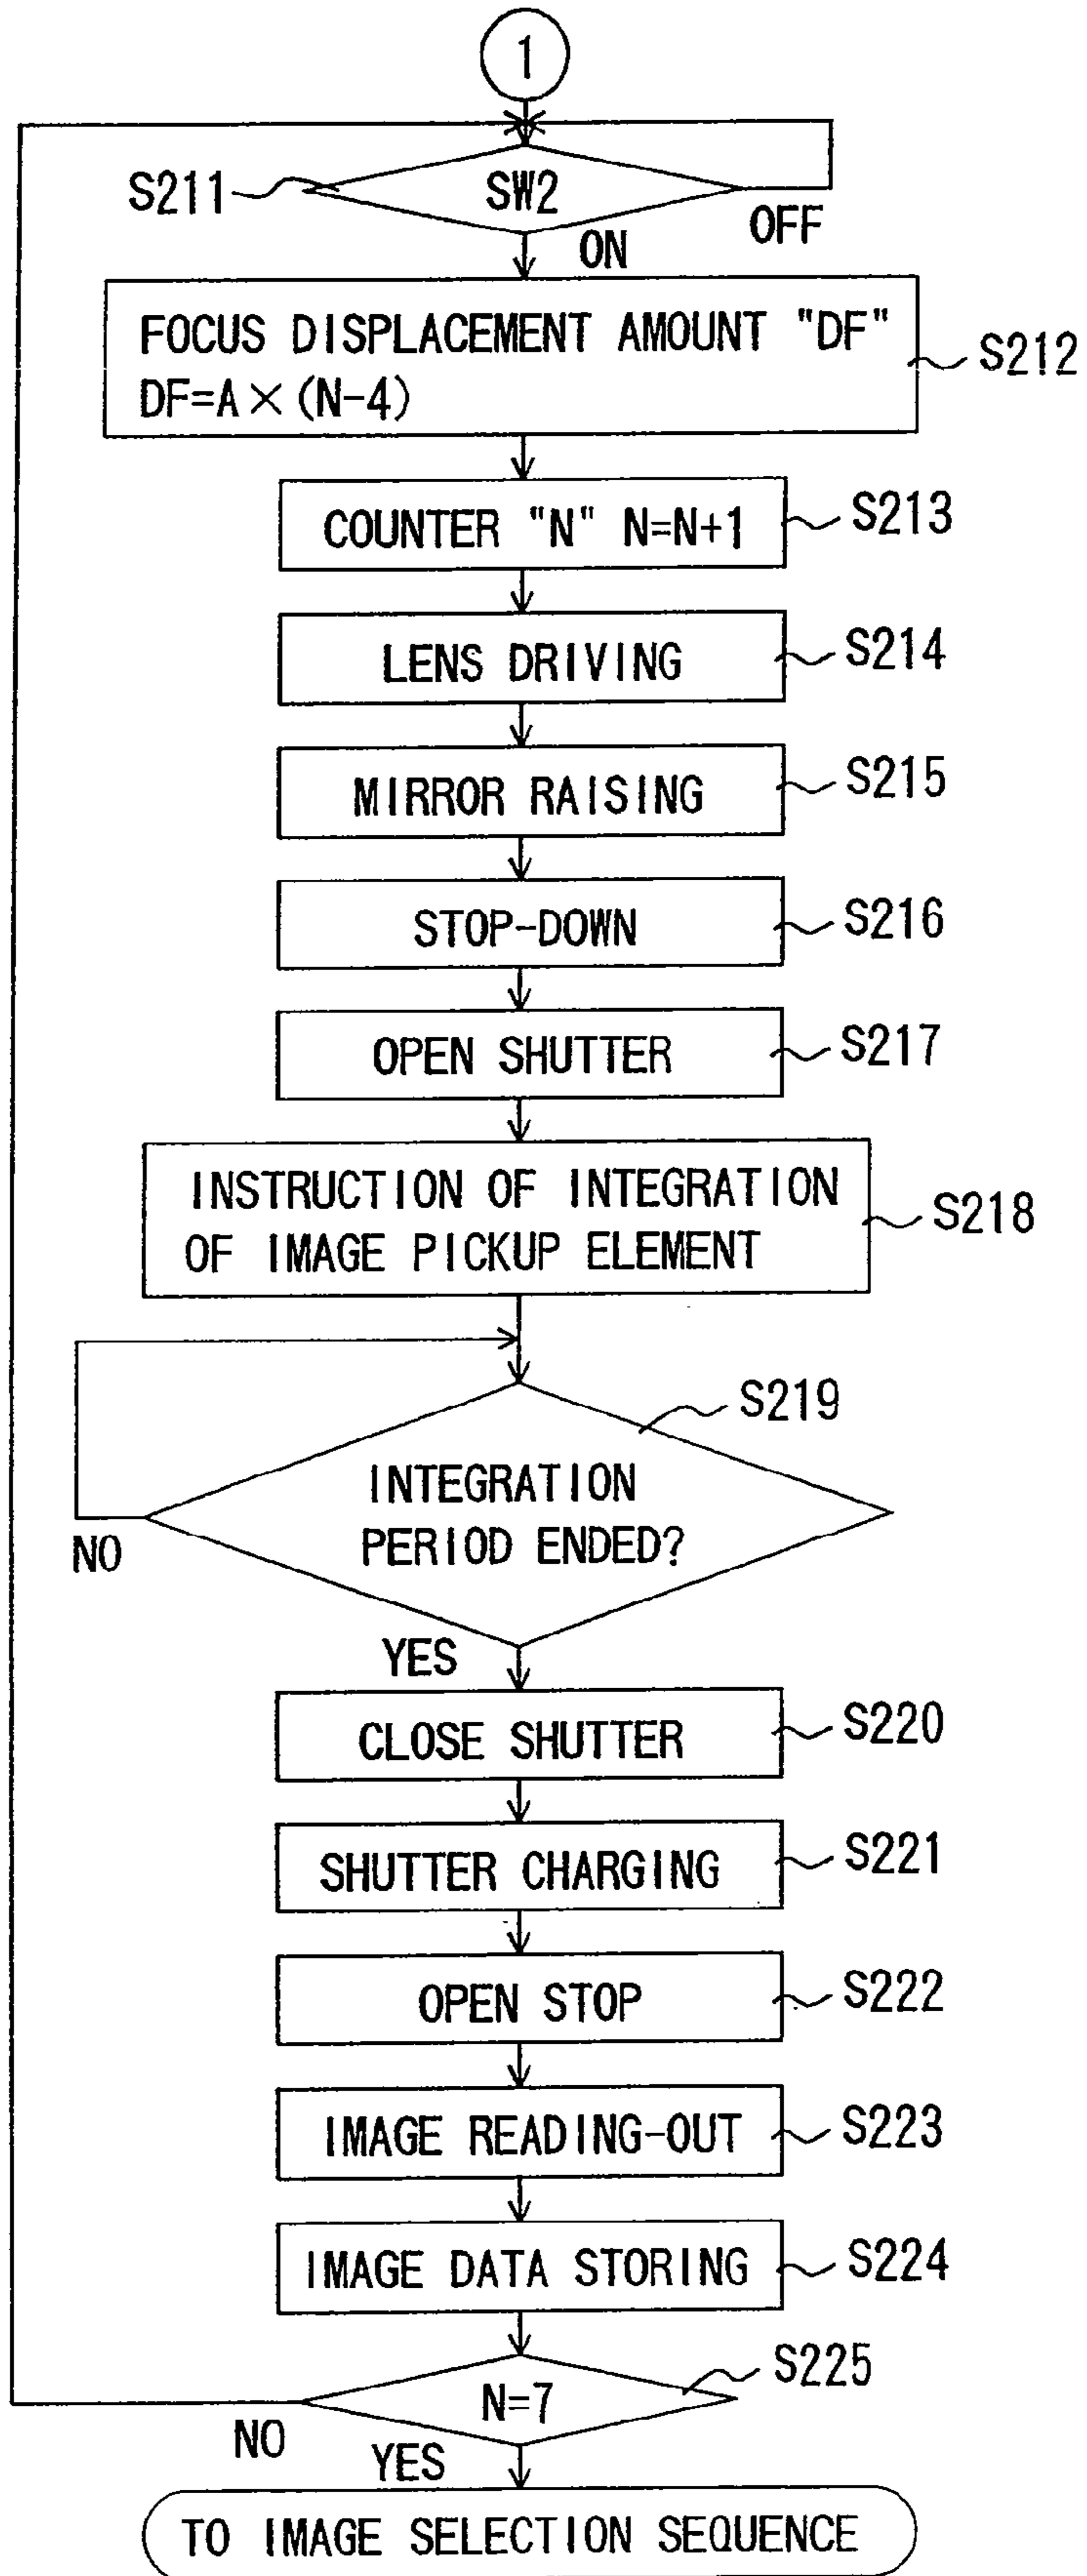 1
S211
SW2
OFF
ON
FOCUS DISPLACEMENT AMOUNT "DF"
DF=A×(N-4)
S212
COUNTER "N" N=N+1
S213
LENS DRIVING
S214
MIRROR RAISING
S215
STOP-DOWN
S216
OPEN SHUTTER
S217
INSTRUCTION OF INTEGRATION
OF IMAGE PICKUP ELEMENT
S218
S219
INTEGRATION
PERIOD ENDED?
NO
YES
CLOSE SHUTTER
S220
SHUTTER CHARGING
S221
OPEN STOP
S222
IMAGE READING-OUT
S223
IMAGE DATA STORING
S224
S225
N=7
NO
YES
TO IMAGE SELECTION SEQUENCE